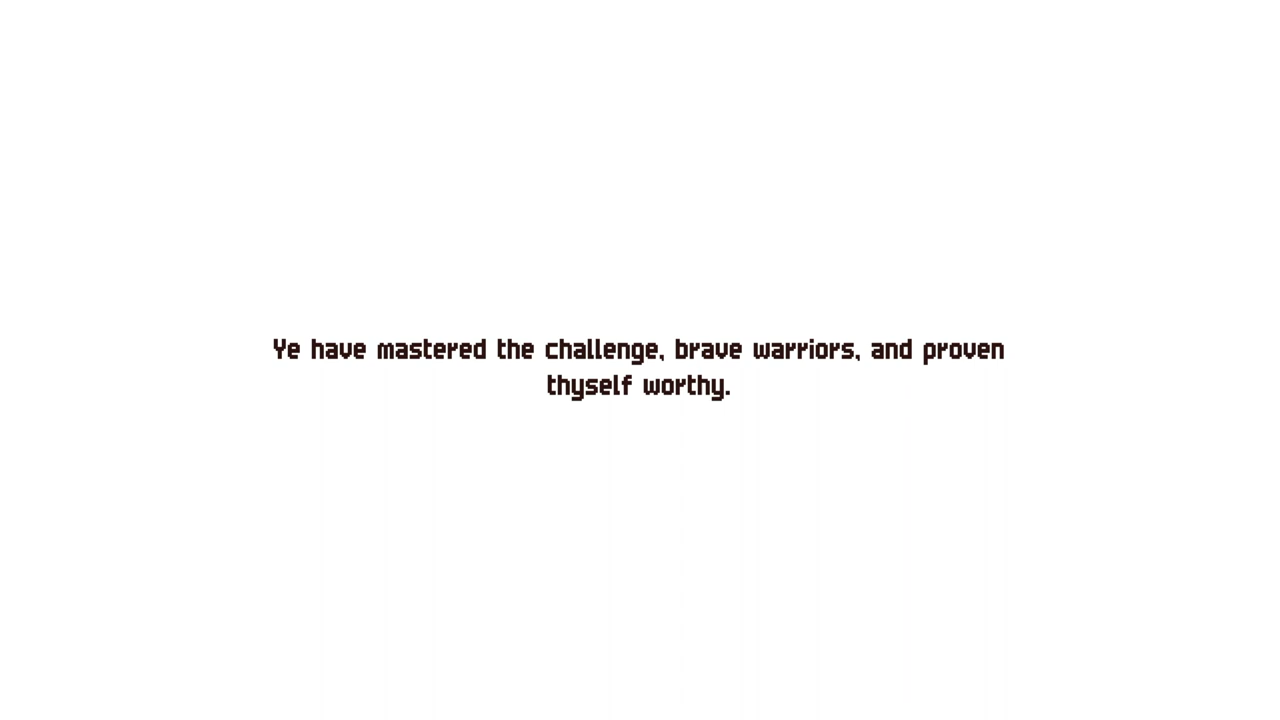 Ye have mastered the challenge, brave warriors, and proven
thyself worthy.